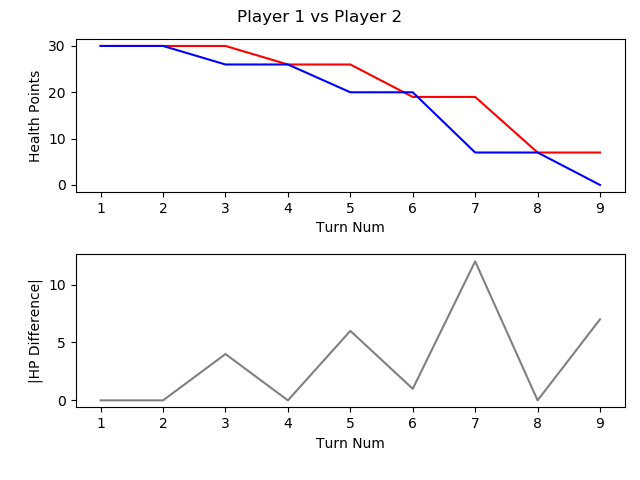 Player 1 vs Player 2
30
20
10
0
Health Points
1 2 3 4 5 6 7 8 9
Turn Num
10
5
0
|HP Difference|
1 2 3 4 5 6 7 8 9
Turn Num